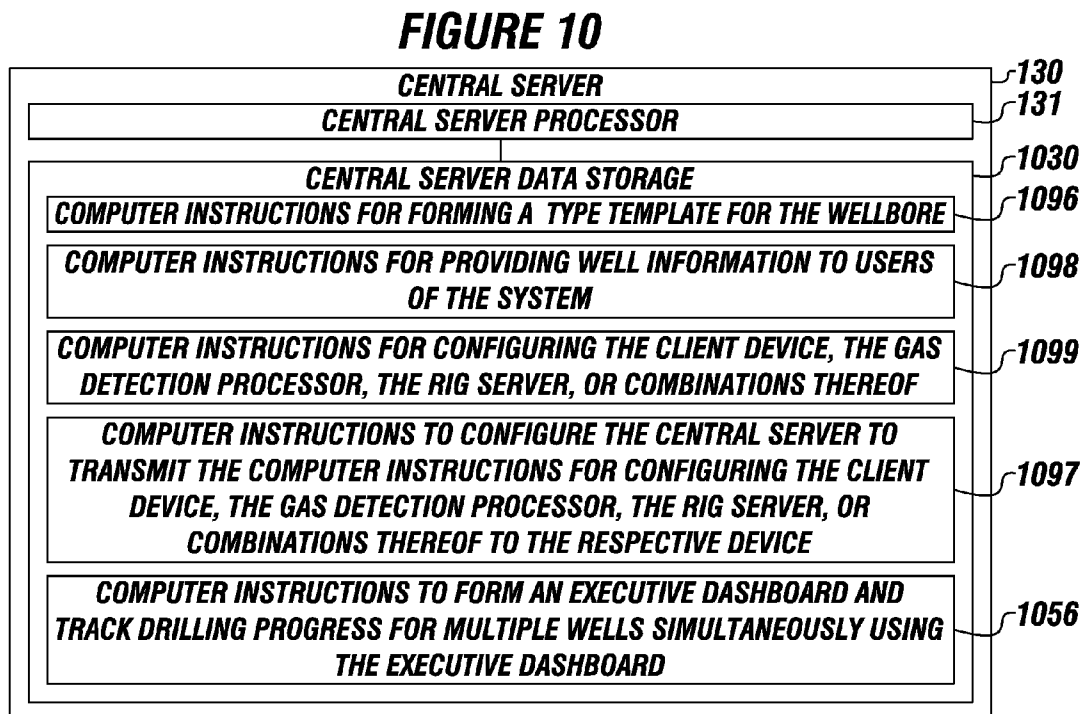 FIGURE 10
CENTRAL SERVER
130
CENTRAL SERVER PROCESSOR
131
CENTRAL SERVER DATA STORAGE
1030
COMPUTER INSTRUCTIONS FOR FORMING A TYPE TEMPLATE FOR THE WELLBORE
1096
COMPUTER INSTRUCTIONS FOR PROVIDING WELL INFORMATION TO USERS
OF THE SYSTEM
1098
COMPUTER INSTRUCTIONS FOR CONFIGURING THE CLIENT DEVICE, THE GAS
DETECTION PROCESSOR, THE RIG SERVER, OR COMBINATIONS THEREOF
1099
COMPUTER INSTRUCTIONS TO CONFIGURE THE CENTRAL SERVER TO
TRANSMIT THE COMPUTER INSTRUCTIONS FOR CONFIGURING THE CLIENT
DEVICE, THE GAS DETECTION PROCESSOR, THE RIG SERVER, OR
COMBINATIONS THEREOF TO THE RESPECTIVE DEVICE
1097
COMPUTER INSTRUCTIONS TO FORM AN EXECUTIVE DASHBOARD AND
TRACK DRILLING PROGRESS FOR MULTIPLE WELLS SIMULTANEOUSLY USING
THE EXECUTIVE DASHBOARD
1056